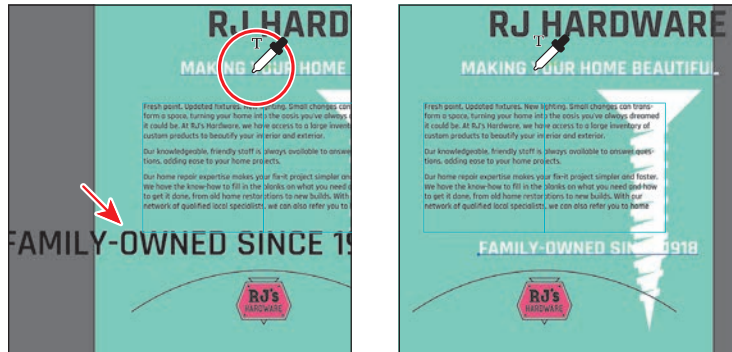 RJ HARD
T
MAKING YOUR HOME
Fresh paint. Updated fixtures. New lighting. Small changes can
form a space, turning your home into the oasis you've always d
it could be. At RJ's Hardware, we have access to a large invent
custom products to beautify your interior and exterior.
Our knowledgeable, friendly staff is always available to answe
tions, adding ease to your home projects.
Our home repair expertise makes your fix-it project simpler an
We have the know-how to fill in the blanks on what you need a
to get it done, from old home restorations to new builds. With
network of qualified local specialists, we can also refer you to
FAMILY-OWNED SINCE 19
RJ's
HARDWARE
RJ HARDWARE
T
MAKING YOUR HOME BEAUTIFUL
Fresh paint. Updated fixtures. New lighting. Small changes can trans-
form a space, turning your home into the oasis you've always dreamed
it could be. At RJ's Hardware, we have access to a large inventory of
custom products to beautify your interior and exterior.
Our knowledgeable, friendly staff is always available to answer ques-
tions, adding ease to your home projects.
Our home repair expertise makes your fix-it project simpler and faster.
We have the know-how to fill in the blanks on what you need and how
to get it done, from old home restorations to new builds. With our
network of qualified local specialists, we can also refer you to home
FAMILY-OWNED SINCE 1918
RJ's
HARDWARE